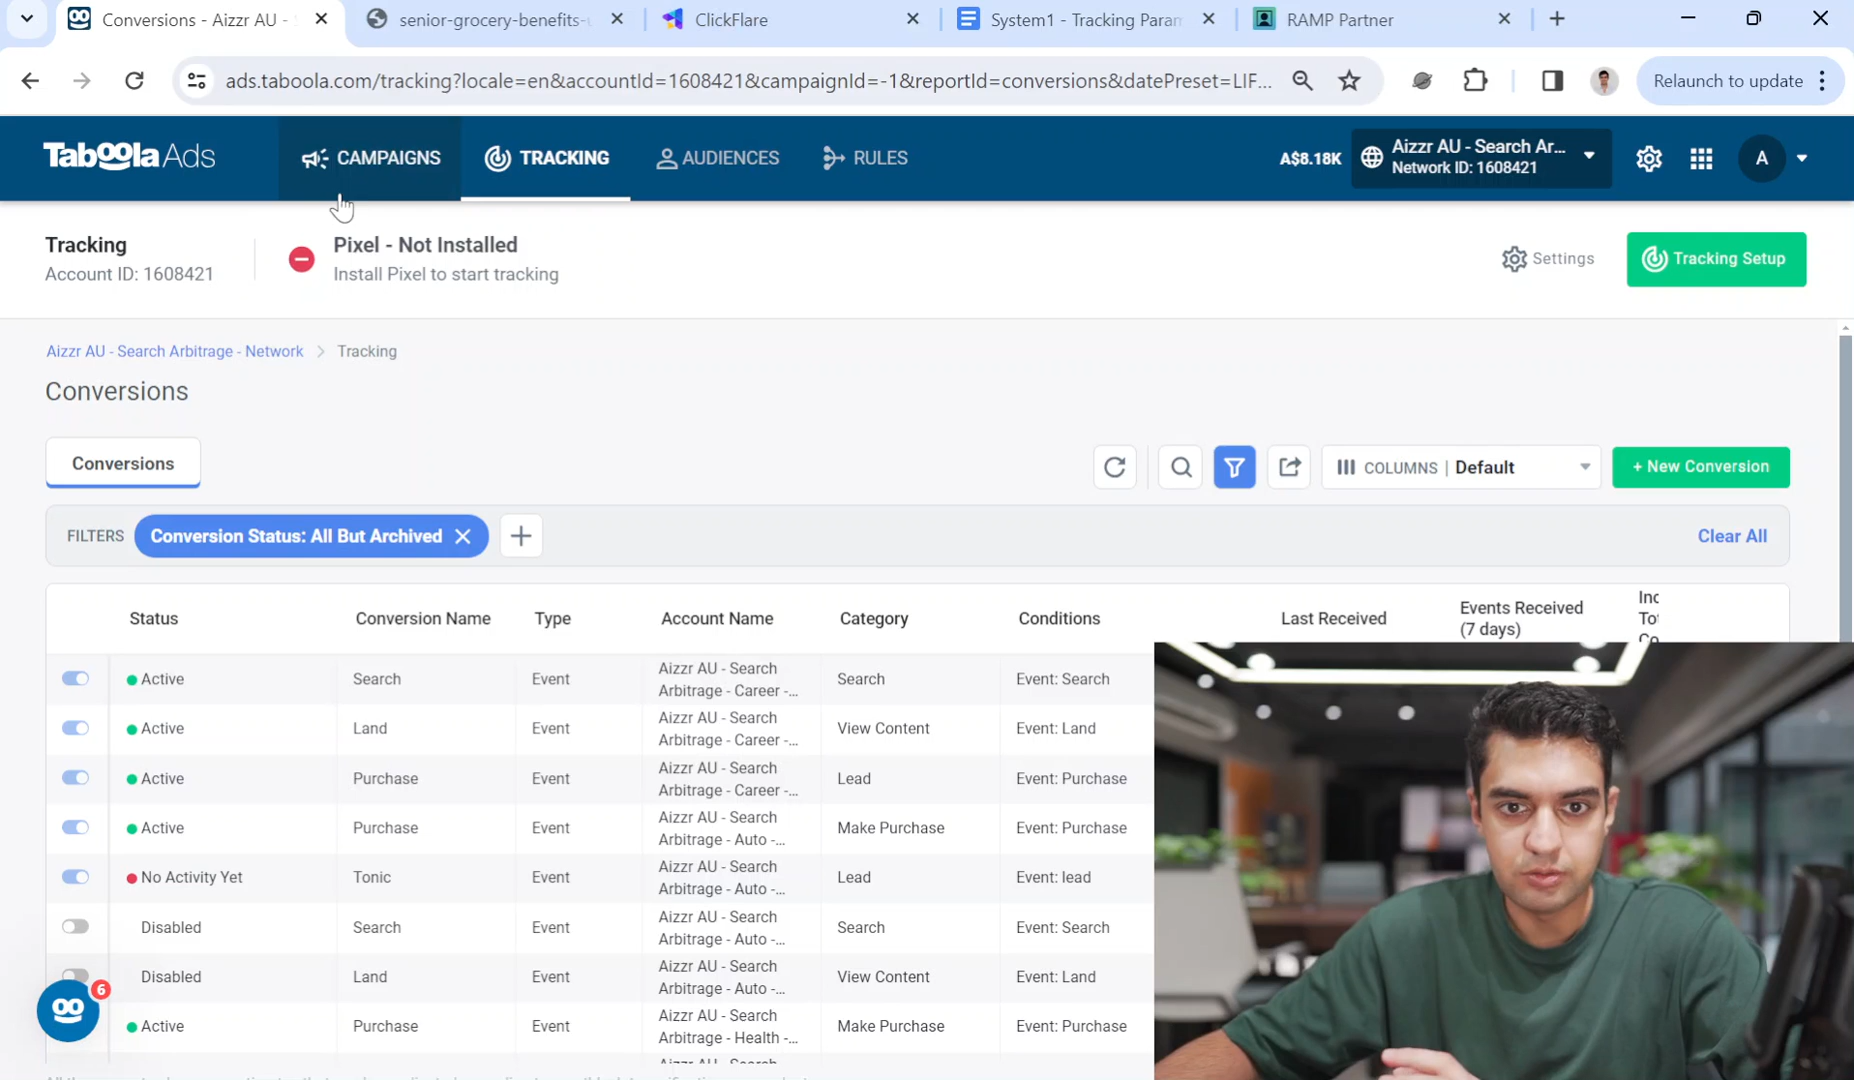 Conversions - Aizzr AU -
senior-grocery-benefits-
ClickFlare
System1 - Tracking Param
RAMP Partner
ads.taboola.com/tracking?locale=en&accountId=1608421&campaignId=-1&reportId=conversions&datePreset=LIF...
Relaunch to update
Taboola Ads
CAMPAIGNS
TRACKING
AUDIENCES
RULES
A$8.18K
Aizzr AU - Search Ar...
Network ID: 1608421
A
Tracking
Account ID: 1608421
Pixel - Not Installed
Install Pixel to start tracking
Settings
Tracking Setup
Aizzr AU - Search Arbitrage - Network > Tracking
Conversions
Conversions
COLUMNS | Default
+ New Conversion
FILTERS Conversion Status: All But Archived
Clear All
Status Conversion Name Type Account Name Category Conditions Last Received Events Received (7 days)
Active Search Event Aizzr AU - Search Arbitrage - Career -... Search Event: Search
Active Land Event Aizzr AU - Search Arbitrage - Career -... View Content Event: Land
Active Purchase Event Aizzr AU - Search Arbitrage - Career -... Lead Event: Purchase
Active Purchase Event Aizzr AU - Search Arbitrage - Auto -... Make Purchase Event: Purchase
No Activity Yet Tonic Event Aizzr AU - Search Arbitrage - Auto -... Lead Event: lead
Disabled Search Event Aizzr AU - Search Arbitrage - Auto -... Search Event: Search
Disabled Land Event Aizzr AU - Search Arbitrage - Auto -... View Content Event: Land
6
Active Purchase Event Aizzr AU - Search Arbitrage - Health -... Make Purchase Event: Purchase